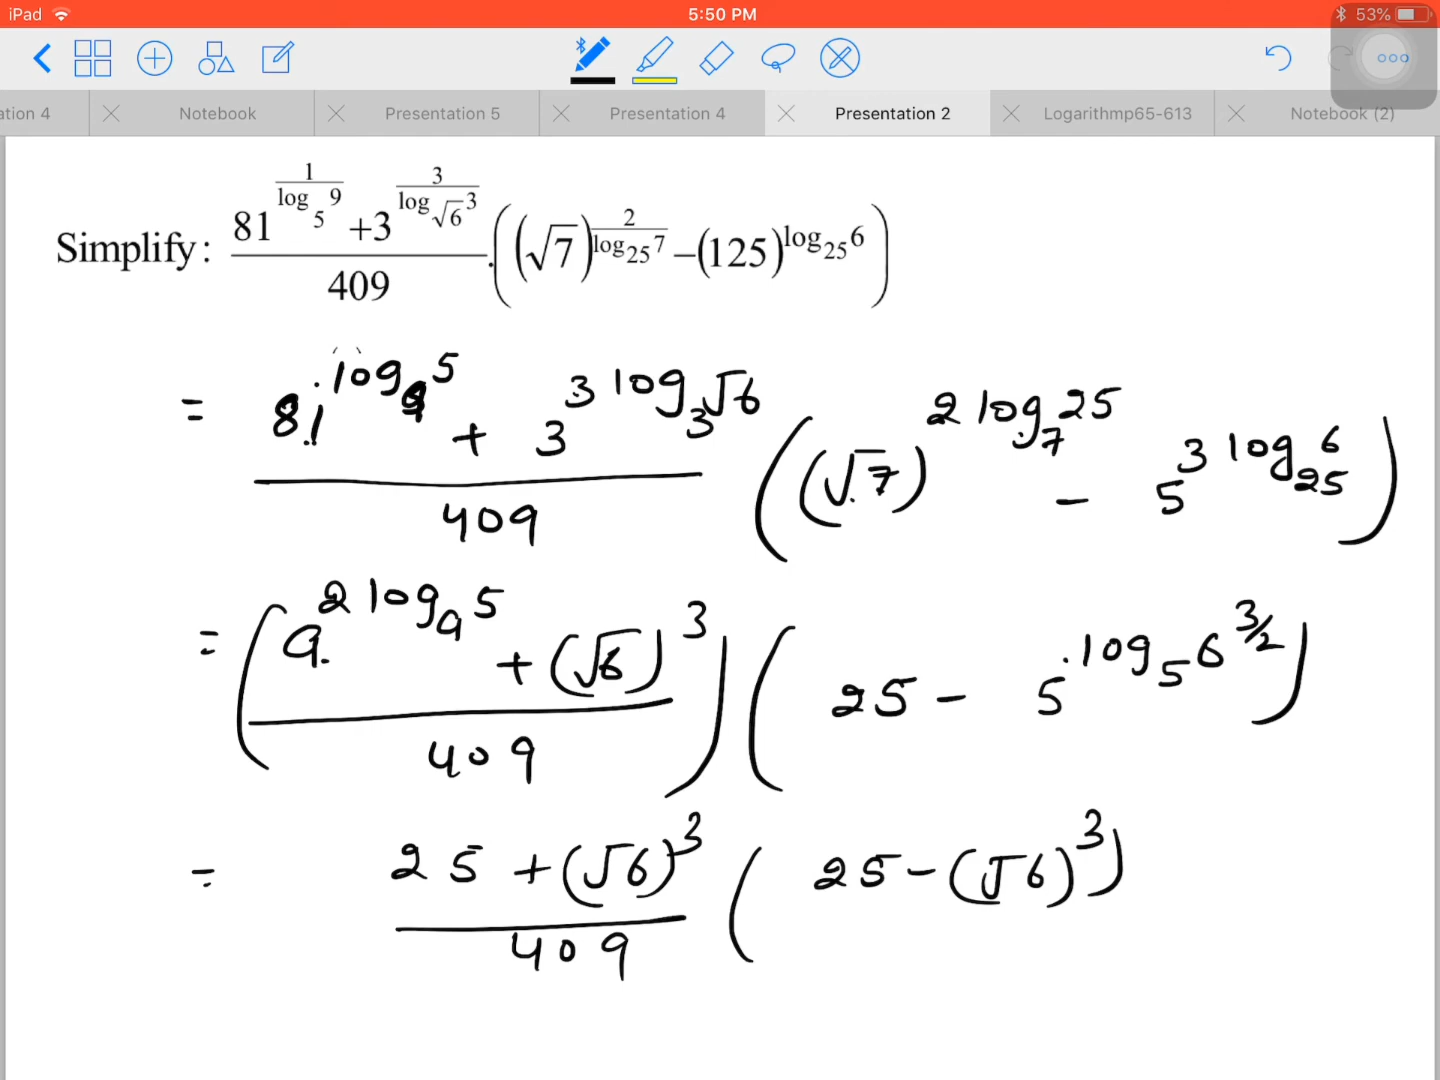 iPad 5:50 PM 53%
ation 4 Notebook Presentation 5 Presentation 4 Presentation 2 Logarithmp65-613 Notebook (2)
Simplify: (81^(1/log_5 9) + 3^(3/log_√6 3))/409 . ((√7)^(2/log_25 7) – (125)^(log_25 6))
= (81^(log_9 5) + 3^(3 log_3 √6))/409 ((√7)^(2 log_7 25) – 5^(3 log_25 6))
= ((9^(2 log_9 5) + (√6)^3)/409) (25 – 5^(log_5 6^(3/2)))
= (25 + (√6)^3)/409 (25 – (√6)^3)